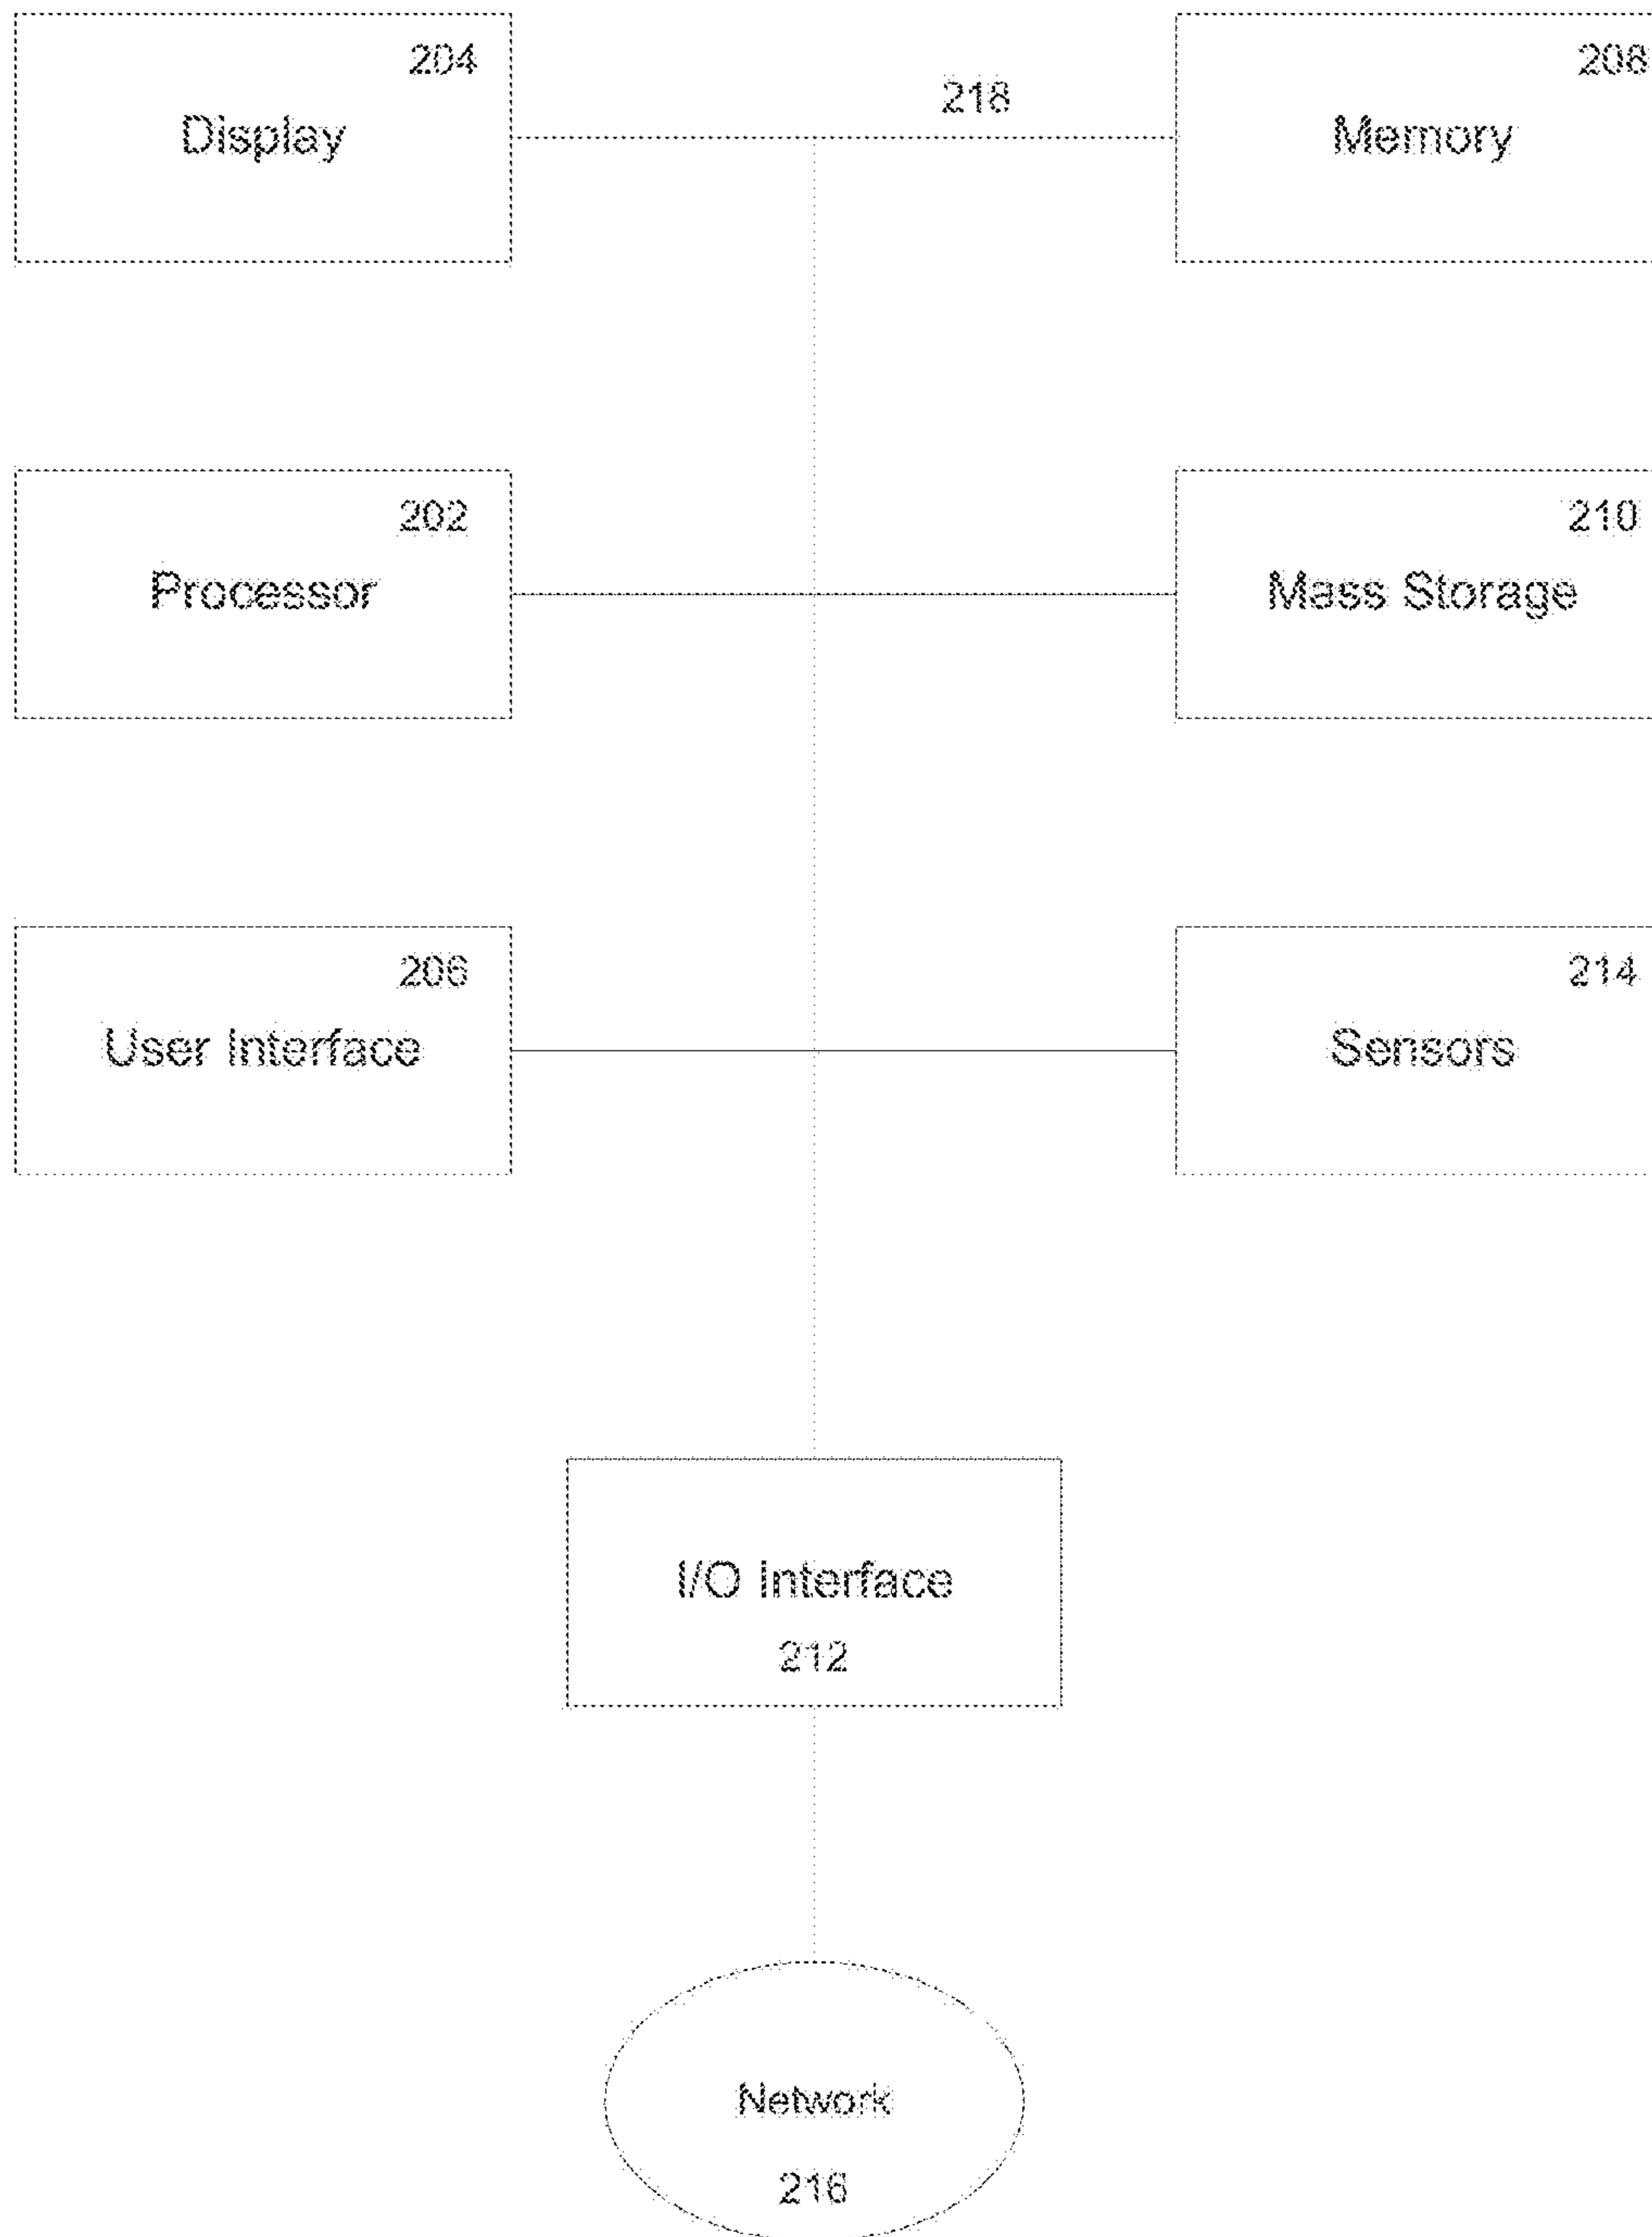 204
Display
218
208
Memory
202
Processor
210
Mass Storage
206
User Interface
214
Sensors
I/O Interface
212
Network
216